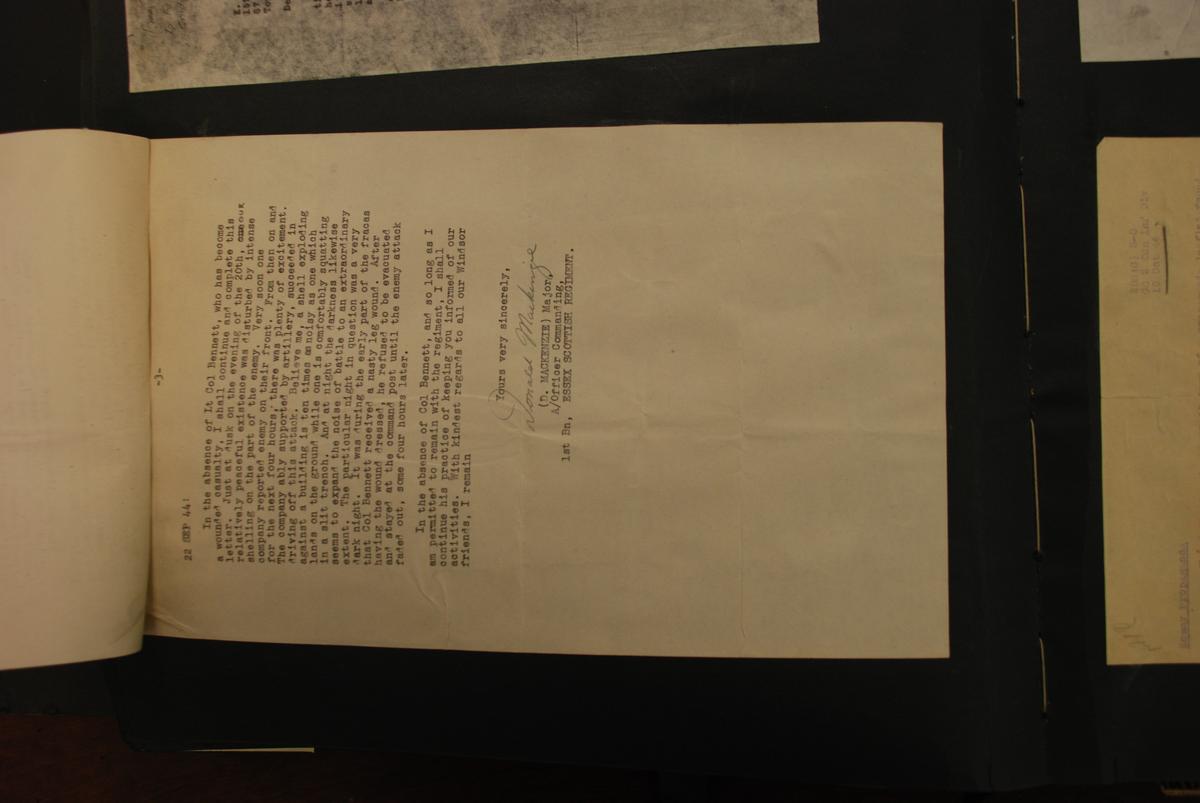 -3-
22 SEP 44:
In the absence of Lt Col Bennett, who has become
a wounded casualty, I shall continue and complete this
letter. Just at dusk on the evening of the 20th, our
relatively peaceful existence was disturbed by intense
shelling on the part of the enemy. Very soon one
company reported enemy on their front. From then on and
for the next four hours, there was plenty of excitement.
The company ably supported by artillery, succeeded in
driving off this attack. Believe me, a shell exploding
against a building is ten times as noisy as one which
lands on the ground while one is comfortably squatting
in a slit trench. And at night the darkness likewise
seems to expand the noise of battle to an extraordinary
extent. The particular night in question was a very
dark night. It was during the early part of the fracas
that Col Bennett received a nasty leg wound. After
having the wound dressed, he refused to be evacuated
and stayed at the command post until the enemy attack
faded out, some four hours later.
In the absence of Col Bennett, and so long as I
am permitted to remain with the regiment, I shall
continue his practice of keeping you informed of our
activities. With kindest regards to all our Windsor
friends, I remain
Yours very sincerely,
Donald Mackenzie
(D. MACKENZIE) Major,
A/Officer Commanding,
1st Bn, ESSEX SCOTTISH REGIMENT.